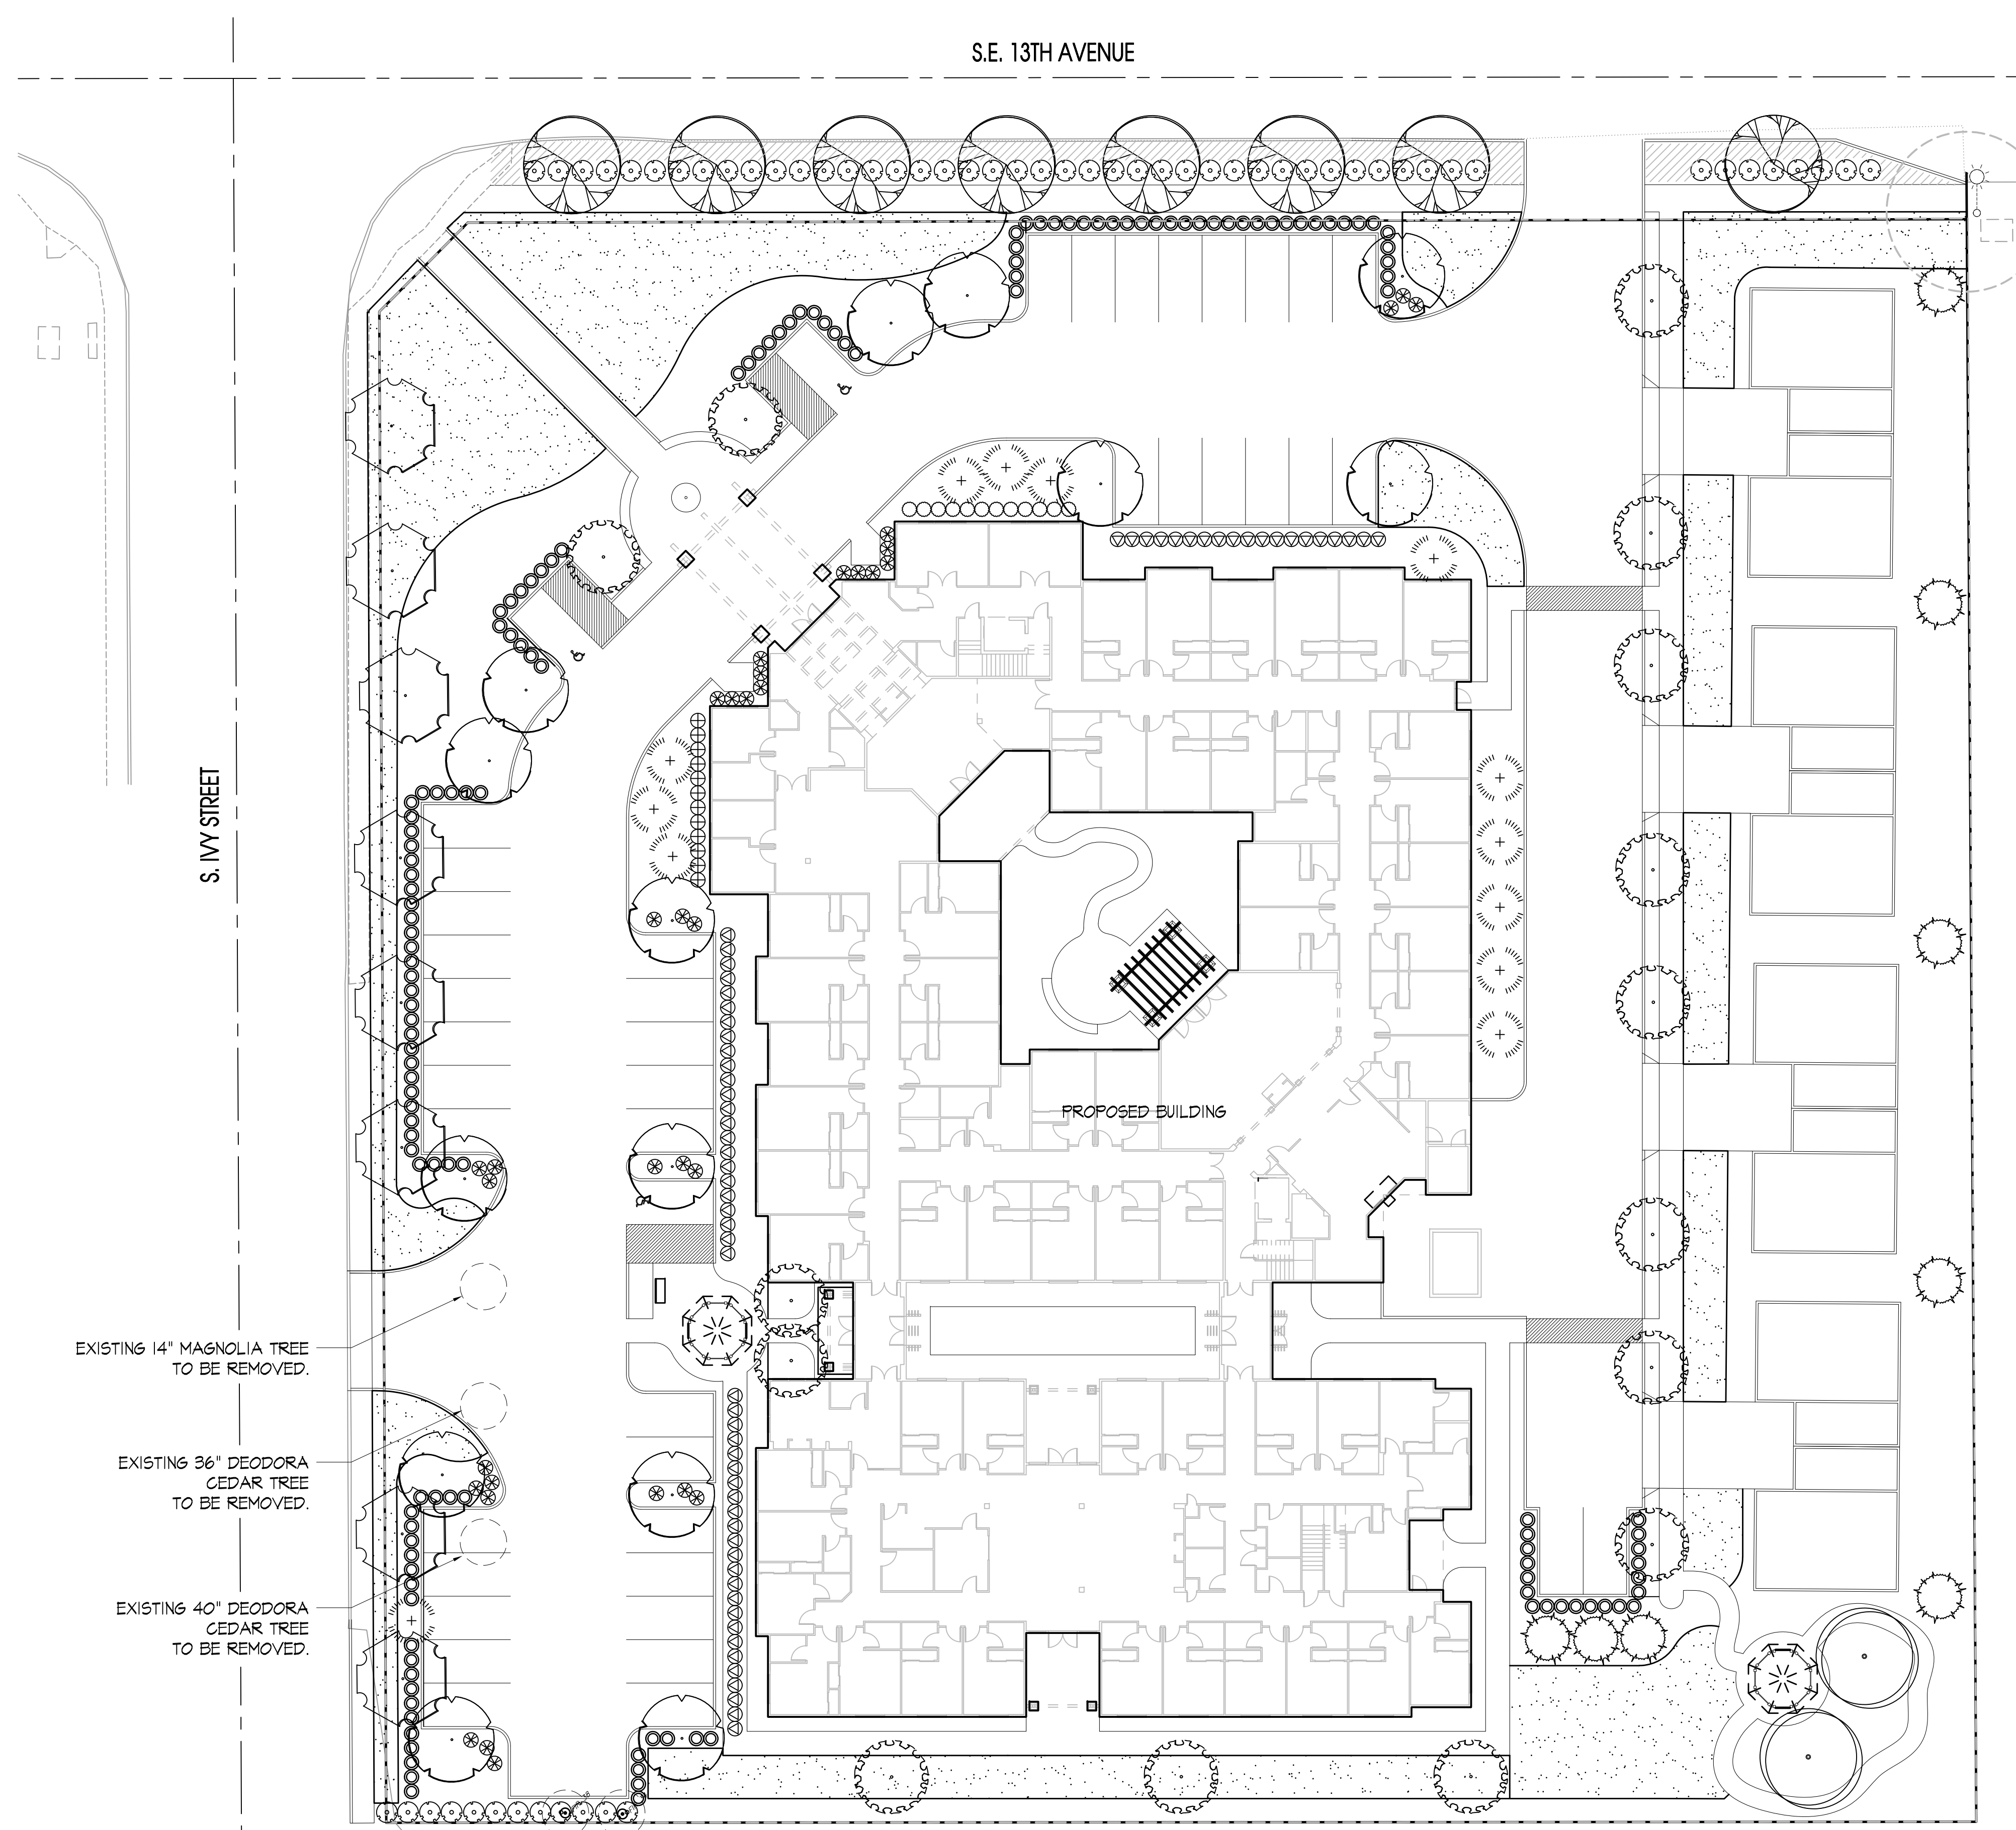 S.E. 13TH AVENUE
S. IVY STREET
PROPOSED BUILDING
EXISTING 14" MAGNOLIA TREE
TO BE REMOVED.
EXISTING 36" DEODORA
CEDAR TREE
TO BE REMOVED.
EXISTING 40" DEODORA
CEDAR TREE
TO BE REMOVED.